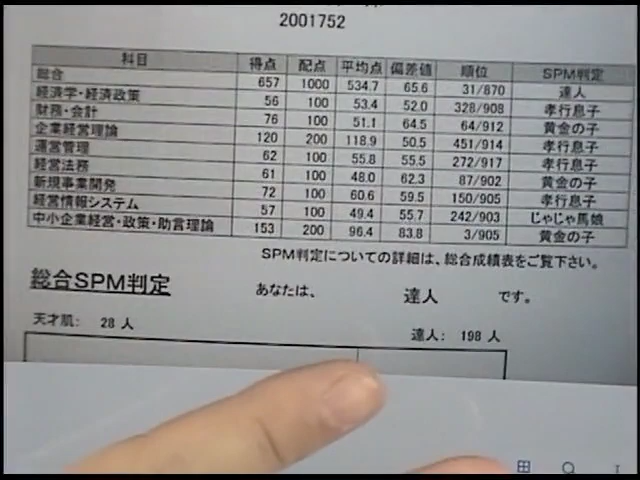 2001752
科目 得点 配点 平均点 偏差値 順位 SPM判定
総合 657 1000 534.7 65.6 31/870 達人
経済学・経済政策 56 100 53.4 52.0 328/908 孝行息子
財務・会計 76 100 51.1 64.5 64/912 黄金の子
企業経営理論 120 200 118.9 50.5 451/914 孝行息子
運営管理 62 100 55.8 55.5 272/917 孝行息子
経営法務 61 100 48.0 62.3 87/902 黄金の子
新規事業開発 72 100 60.6 59.5 150/905 孝行息子
経営情報システム 57 100 49.4 55.7 242/903 じゃじゃ馬娘
中小企業経営・政策・助言理論 153 200 96.4 83.8 3/905 黄金の子
SPM判定についての詳細は、総合成績表をご覧下さい。
総合SPM判定 あなたは、 達人 です。
天才肌: 28 人 達人: 198 人